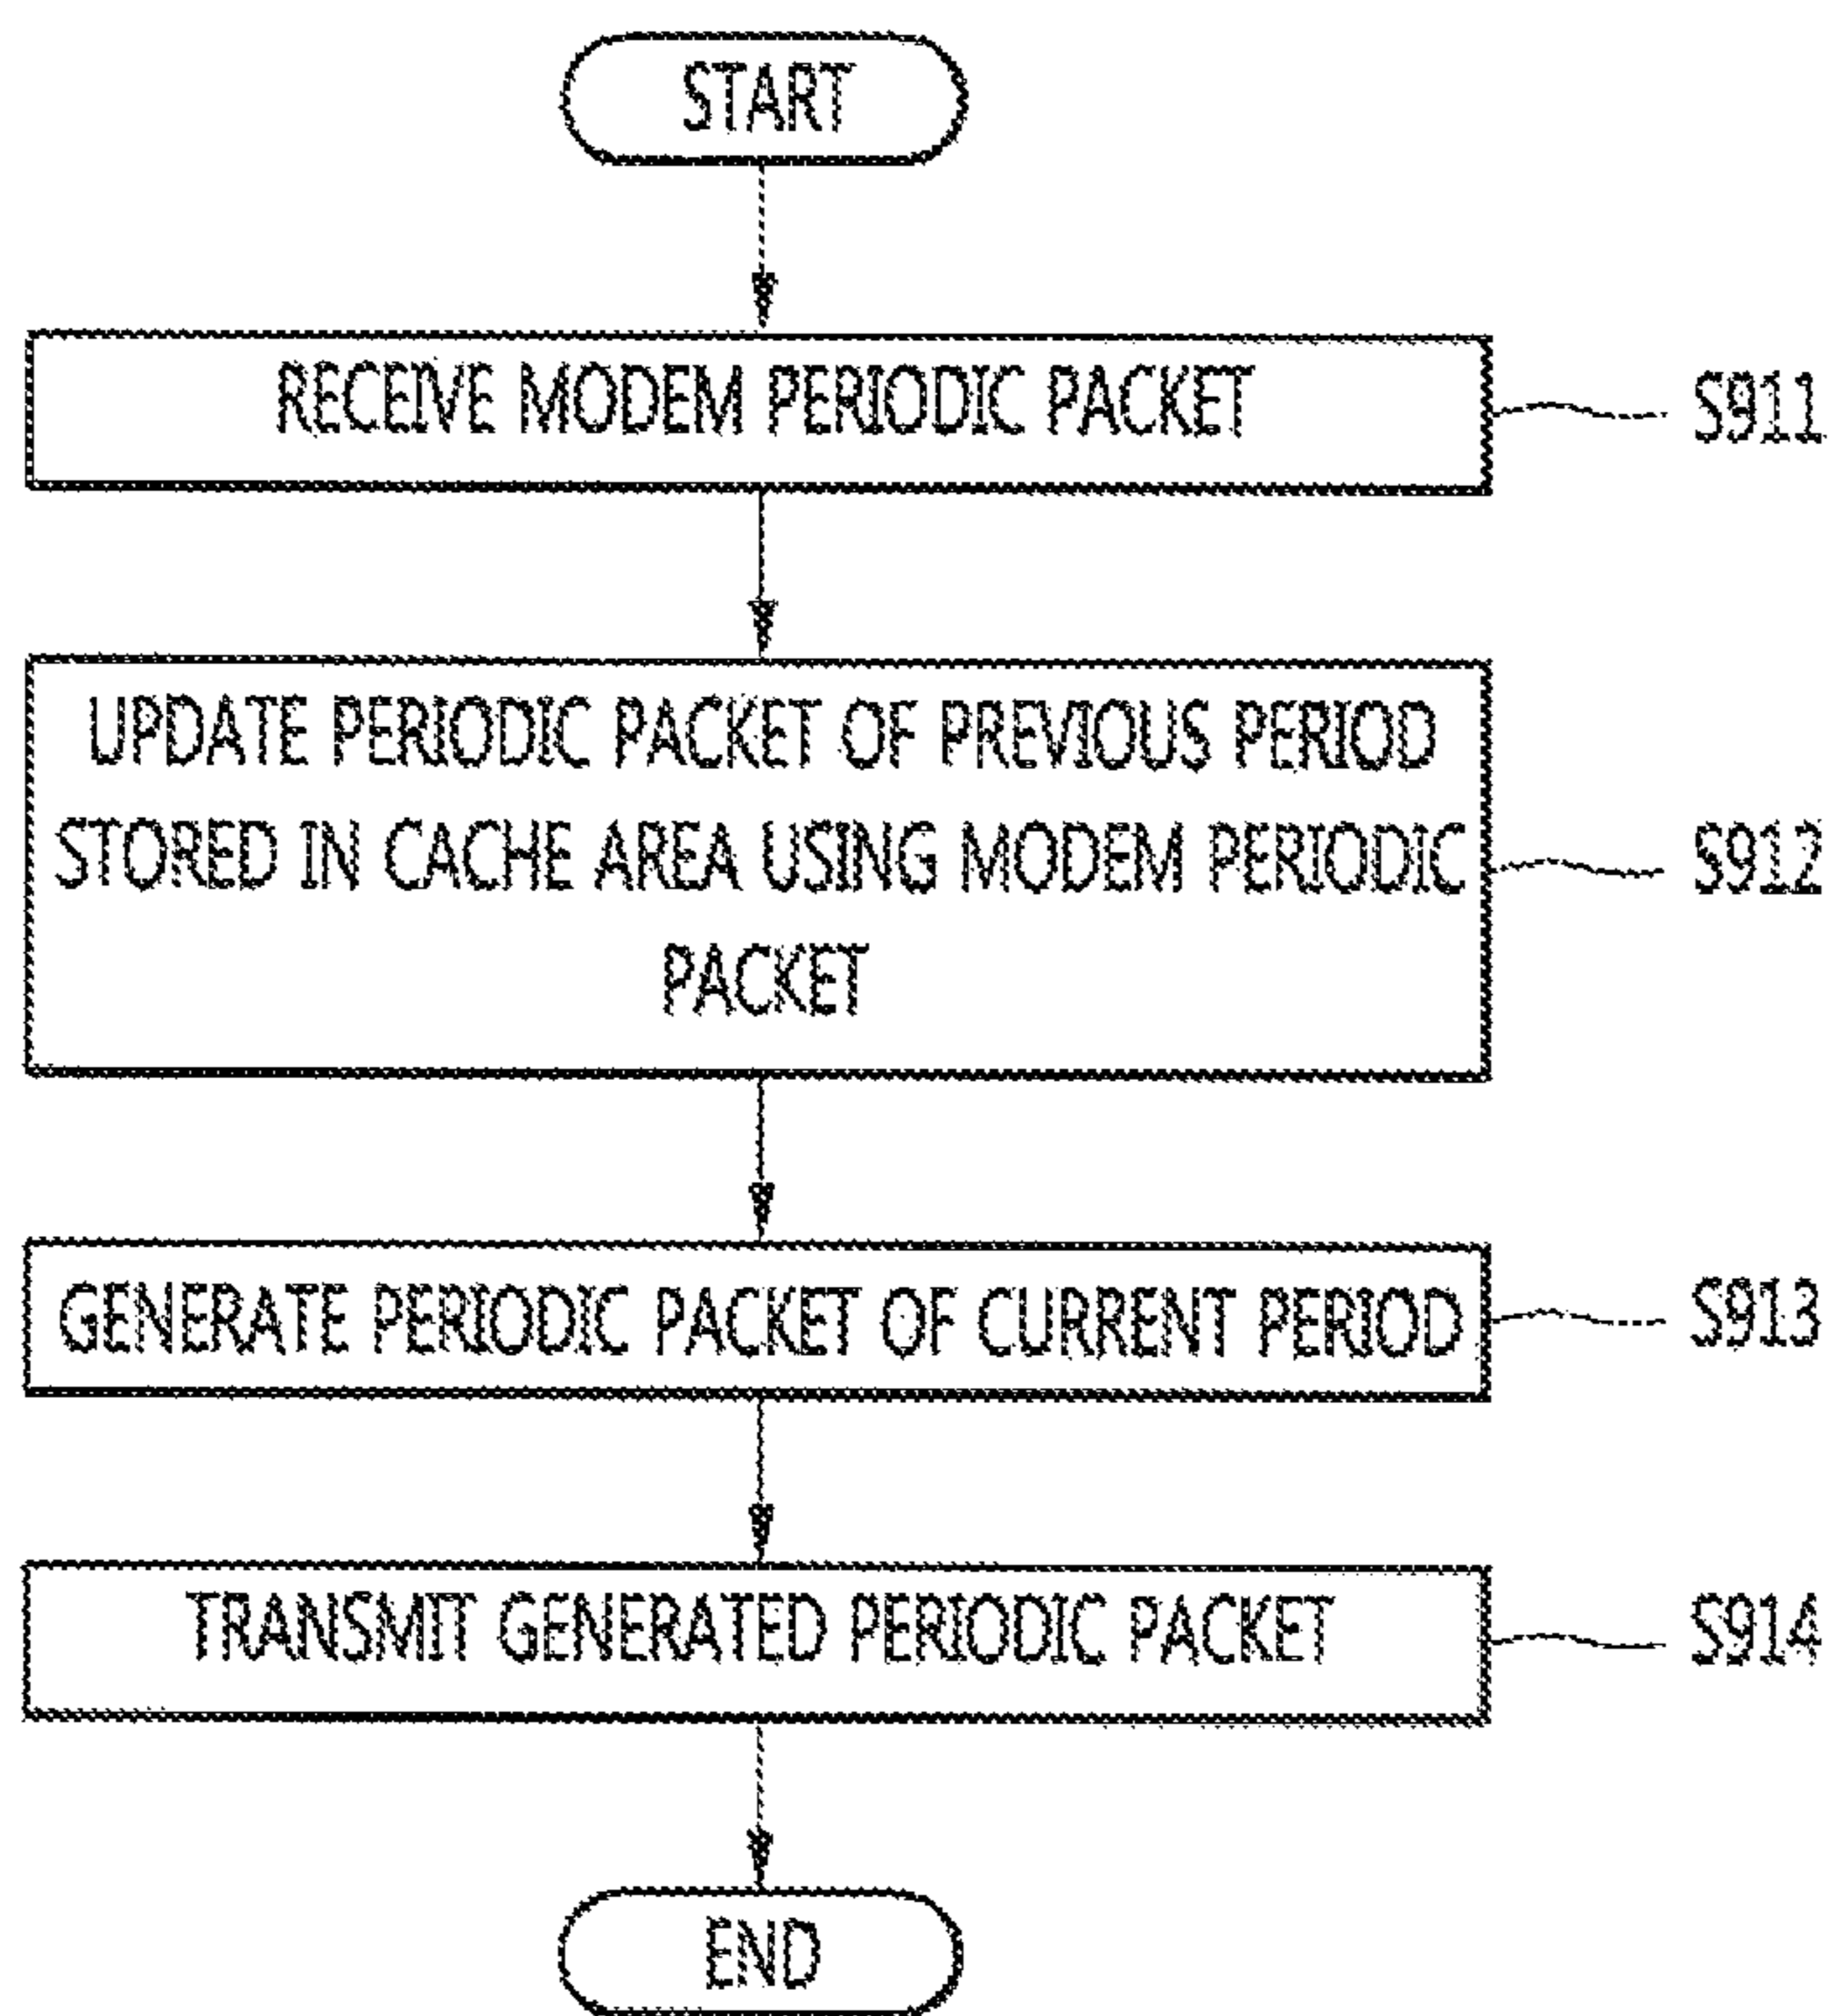 START
RECEIVE MODEM PERIODIC PACKET
S911
UPDATE PERIODIC PACKET OF PREVIOUS PERIOD
STORED IN CACHE AREA USING MODEM PERIODIC
PACKET
S912
GENERATE PERIODIC PACKET OF CURRENT PERIOD
S913
TRANSMIT GENERATED PERIODIC PACKET
S914
END